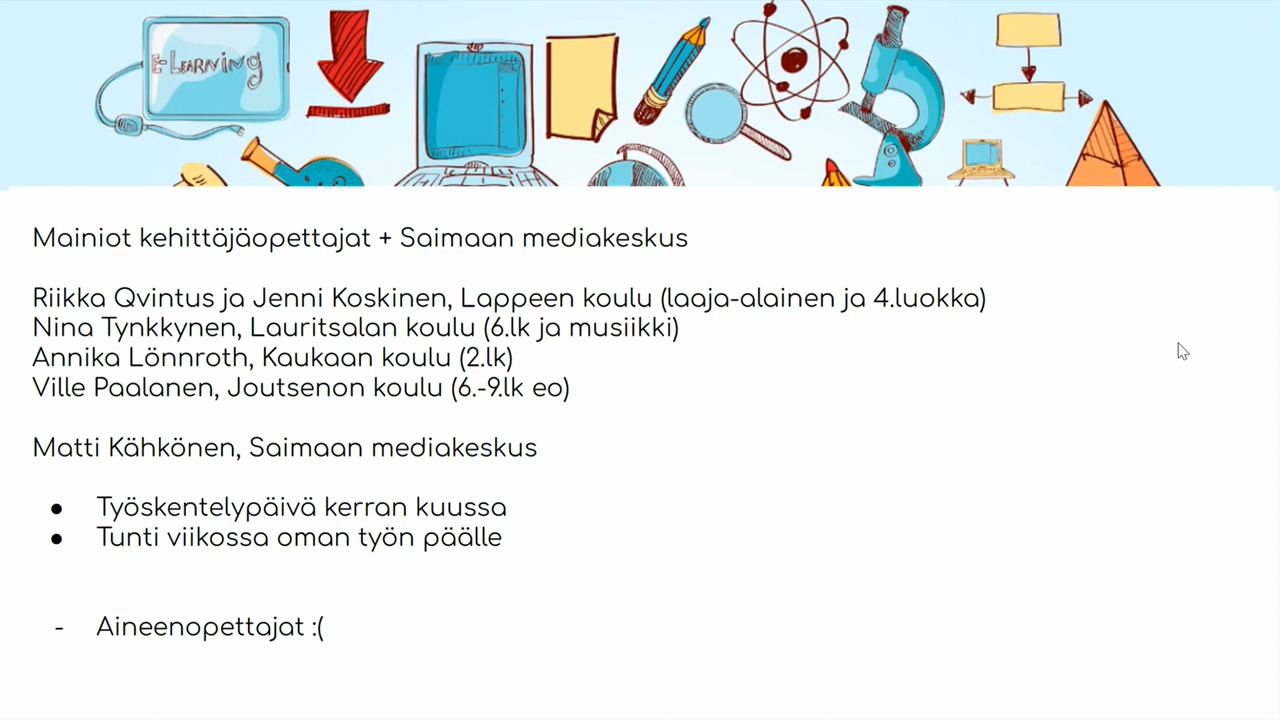 E-LEARNING
Mainiot kehittäjäopettajat + Saimaan mediakeskus
Riikka Qvintus ja Jenni Koskinen, Lappeen koulu (laaja-alainen ja 4.luokka)
Nina Tynkkynen, Lauritsalan koulu (6.lk ja musiikki)
Annika Lönnroth, Kaukaan koulu (2.lk)
Ville Paalanen, Joutsenon koulu (6.-9.lk eo)
Matti Kähkönen, Saimaan mediakeskus
● Työskentelypäivä kerran kuussa
● Tunti viikossa oman työn päälle
- Aineenopettajat :(